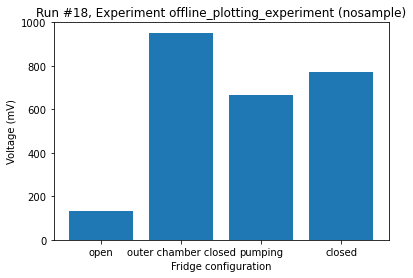 Run #18, Experiment offline_plotting_experiment (nosample)
1000
800
600
400
200
0
Voltage (mV)
open outer chamber closed pumping closed
Fridge configuration